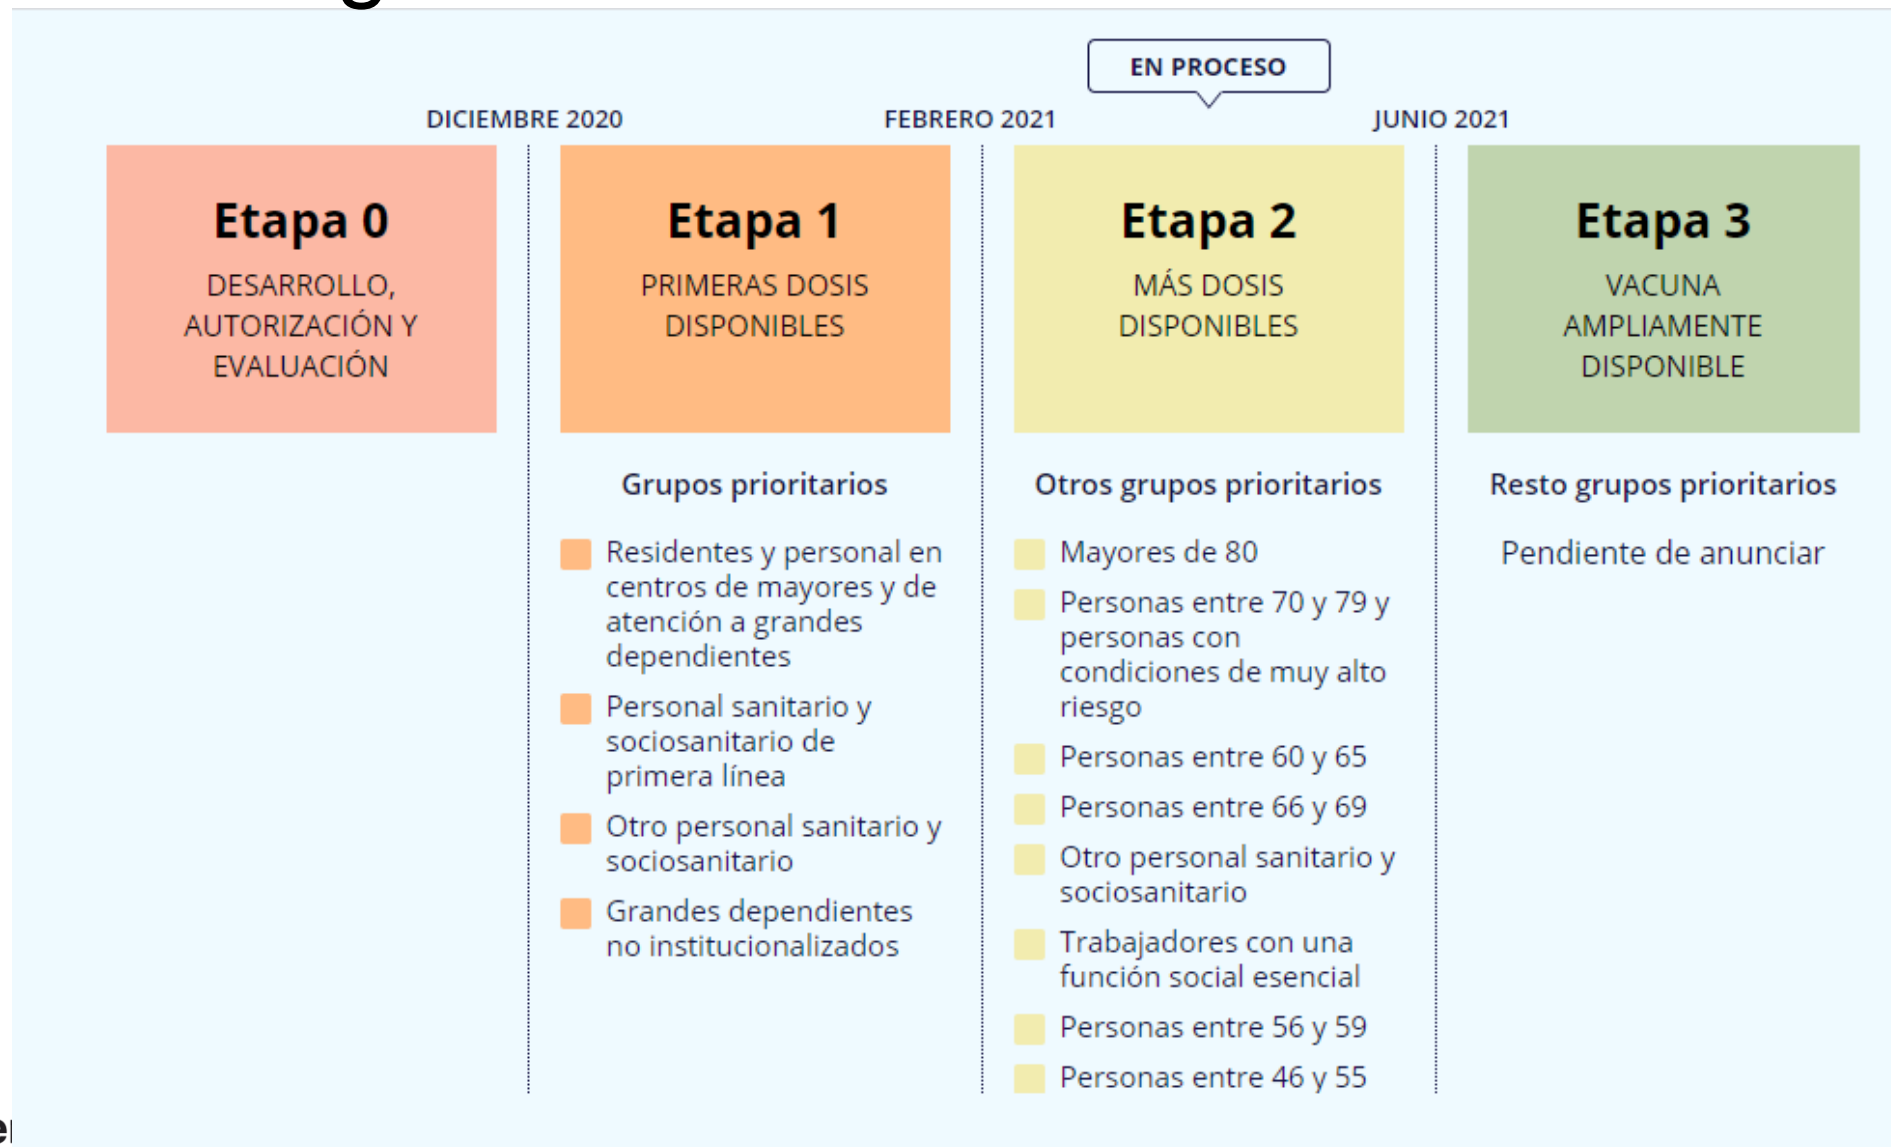 EN PROCESO
DICIEMBRE 2020
FEBRERO 2021
JUNIO 2021
Etapa 0
DESARROLLO,
AUTORIZACIÓN Y
EVALUACIÓN
Etapa 1
PRIMERAS DOSIS
DISPONIBLES
Grupos prioritarios
Residentes y personal en
centros de mayores y de
atención a grandes
dependientes
Personal sanitario y
sociosanitario de
primera línea
Otro personal sanitario y
sociosanitario
Grandes dependientes
no institucionalizados
Etapa 2
MÁS DOSIS
DISPONIBLES
Otros grupos prioritarios
Mayores de 80
Personas entre 70 y 79 y
personas con
condiciones de muy alto
riesgo
Personas entre 60 y 65
Personas entre 66 y 69
Otro personal sanitario y
sociosanitario
Trabajadores con una
función social esencial
Personas entre 56 y 59
Personas entre 46 y 55
Etapa 3
VACUNA
AMPLIAMENTE
DISPONIBLE
Resto grupos prioritarios
Pendiente de anunciar